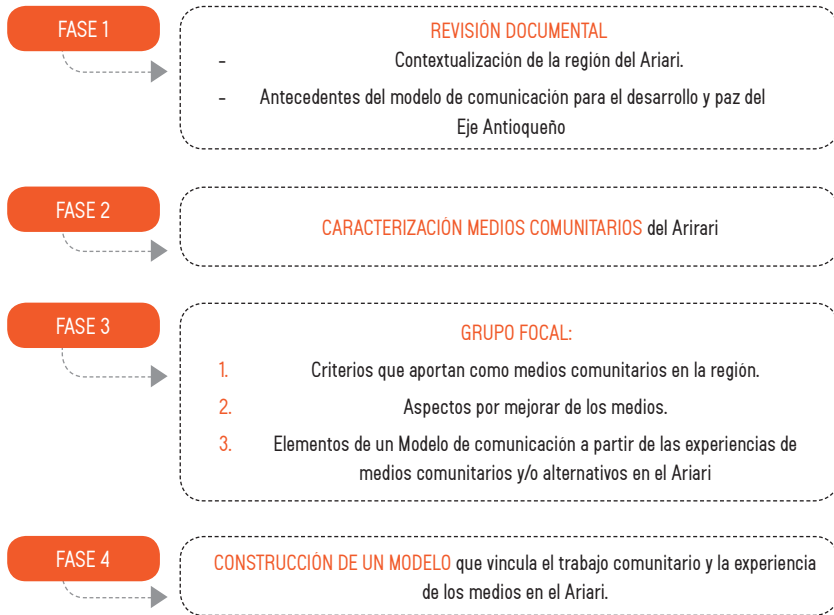 FASE 1
REVISIÓN DOCUMENTAL
- Contextualización de la región del Ariari.
- Antecedentes del modelo de comunicación para el desarrollo y paz del
Eje Antioqueño
FASE 2
CARACTERIZACIÓN MEDIOS COMUNITARIOS del Arirari
FASE 3
GRUPO FOCAL:
1. Criterios que aportan como medios comunitarios en la región.
2. Aspectos por mejorar de los medios.
3. Elementos de un Modelo de comunicación a partir de las experiencias de
medios comunitarios y/o alternativos en el Ariari
FASE 4
CONSTRUCCIÓN DE UN MODELO que vincula el trabajo comunitario y la experiencia
de los medios en el Ariari.